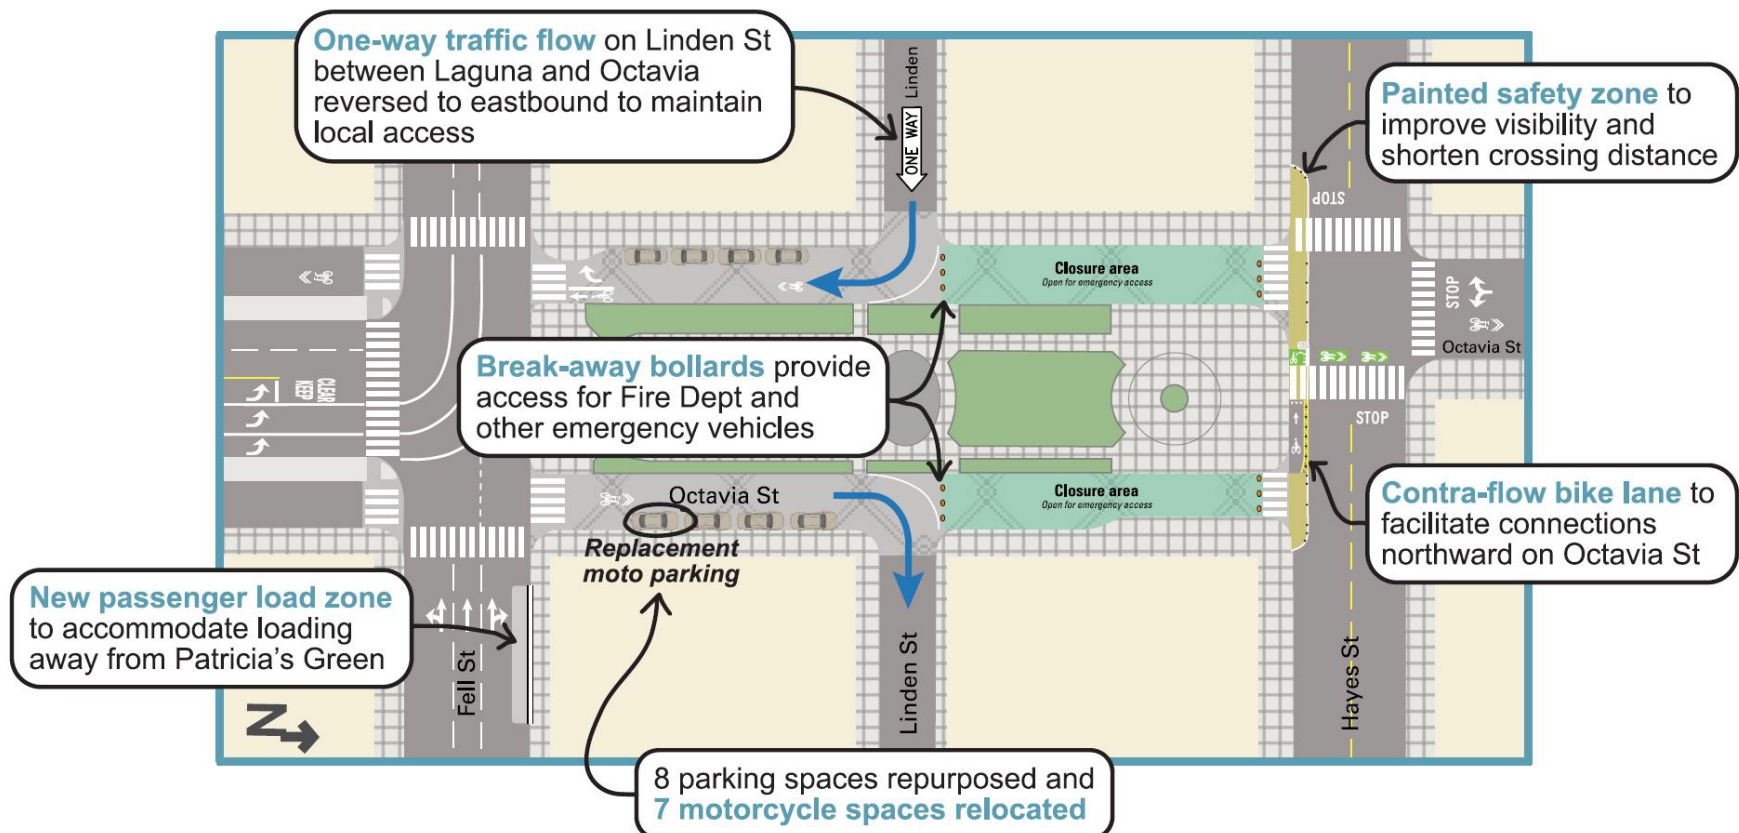 One-way traffic flow on Linden St
between Laguna and Octavia
reversed to eastbound to maintain
local access
Linden
ONE WAY
Painted safety zone to
improve visibility and
shorten crossing distance
STOP
Closure area
Open for emergency access
STOP
Octavia St
KEEP
CLEAR
Break-away bollards provide
access for Fire Dept and
other emergency vehicles
STOP
Octavia St
Closure area
Open for emergency access
Contra-flow bike lane to
facilitate connections
northward on Octavia St
Replacement
moto parking
New passenger load zone
to accommodate loading
away from Patricia's Green
Fell St
Linden St
Hayes St
N
8 parking spaces repurposed and
7 motorcycle spaces relocated